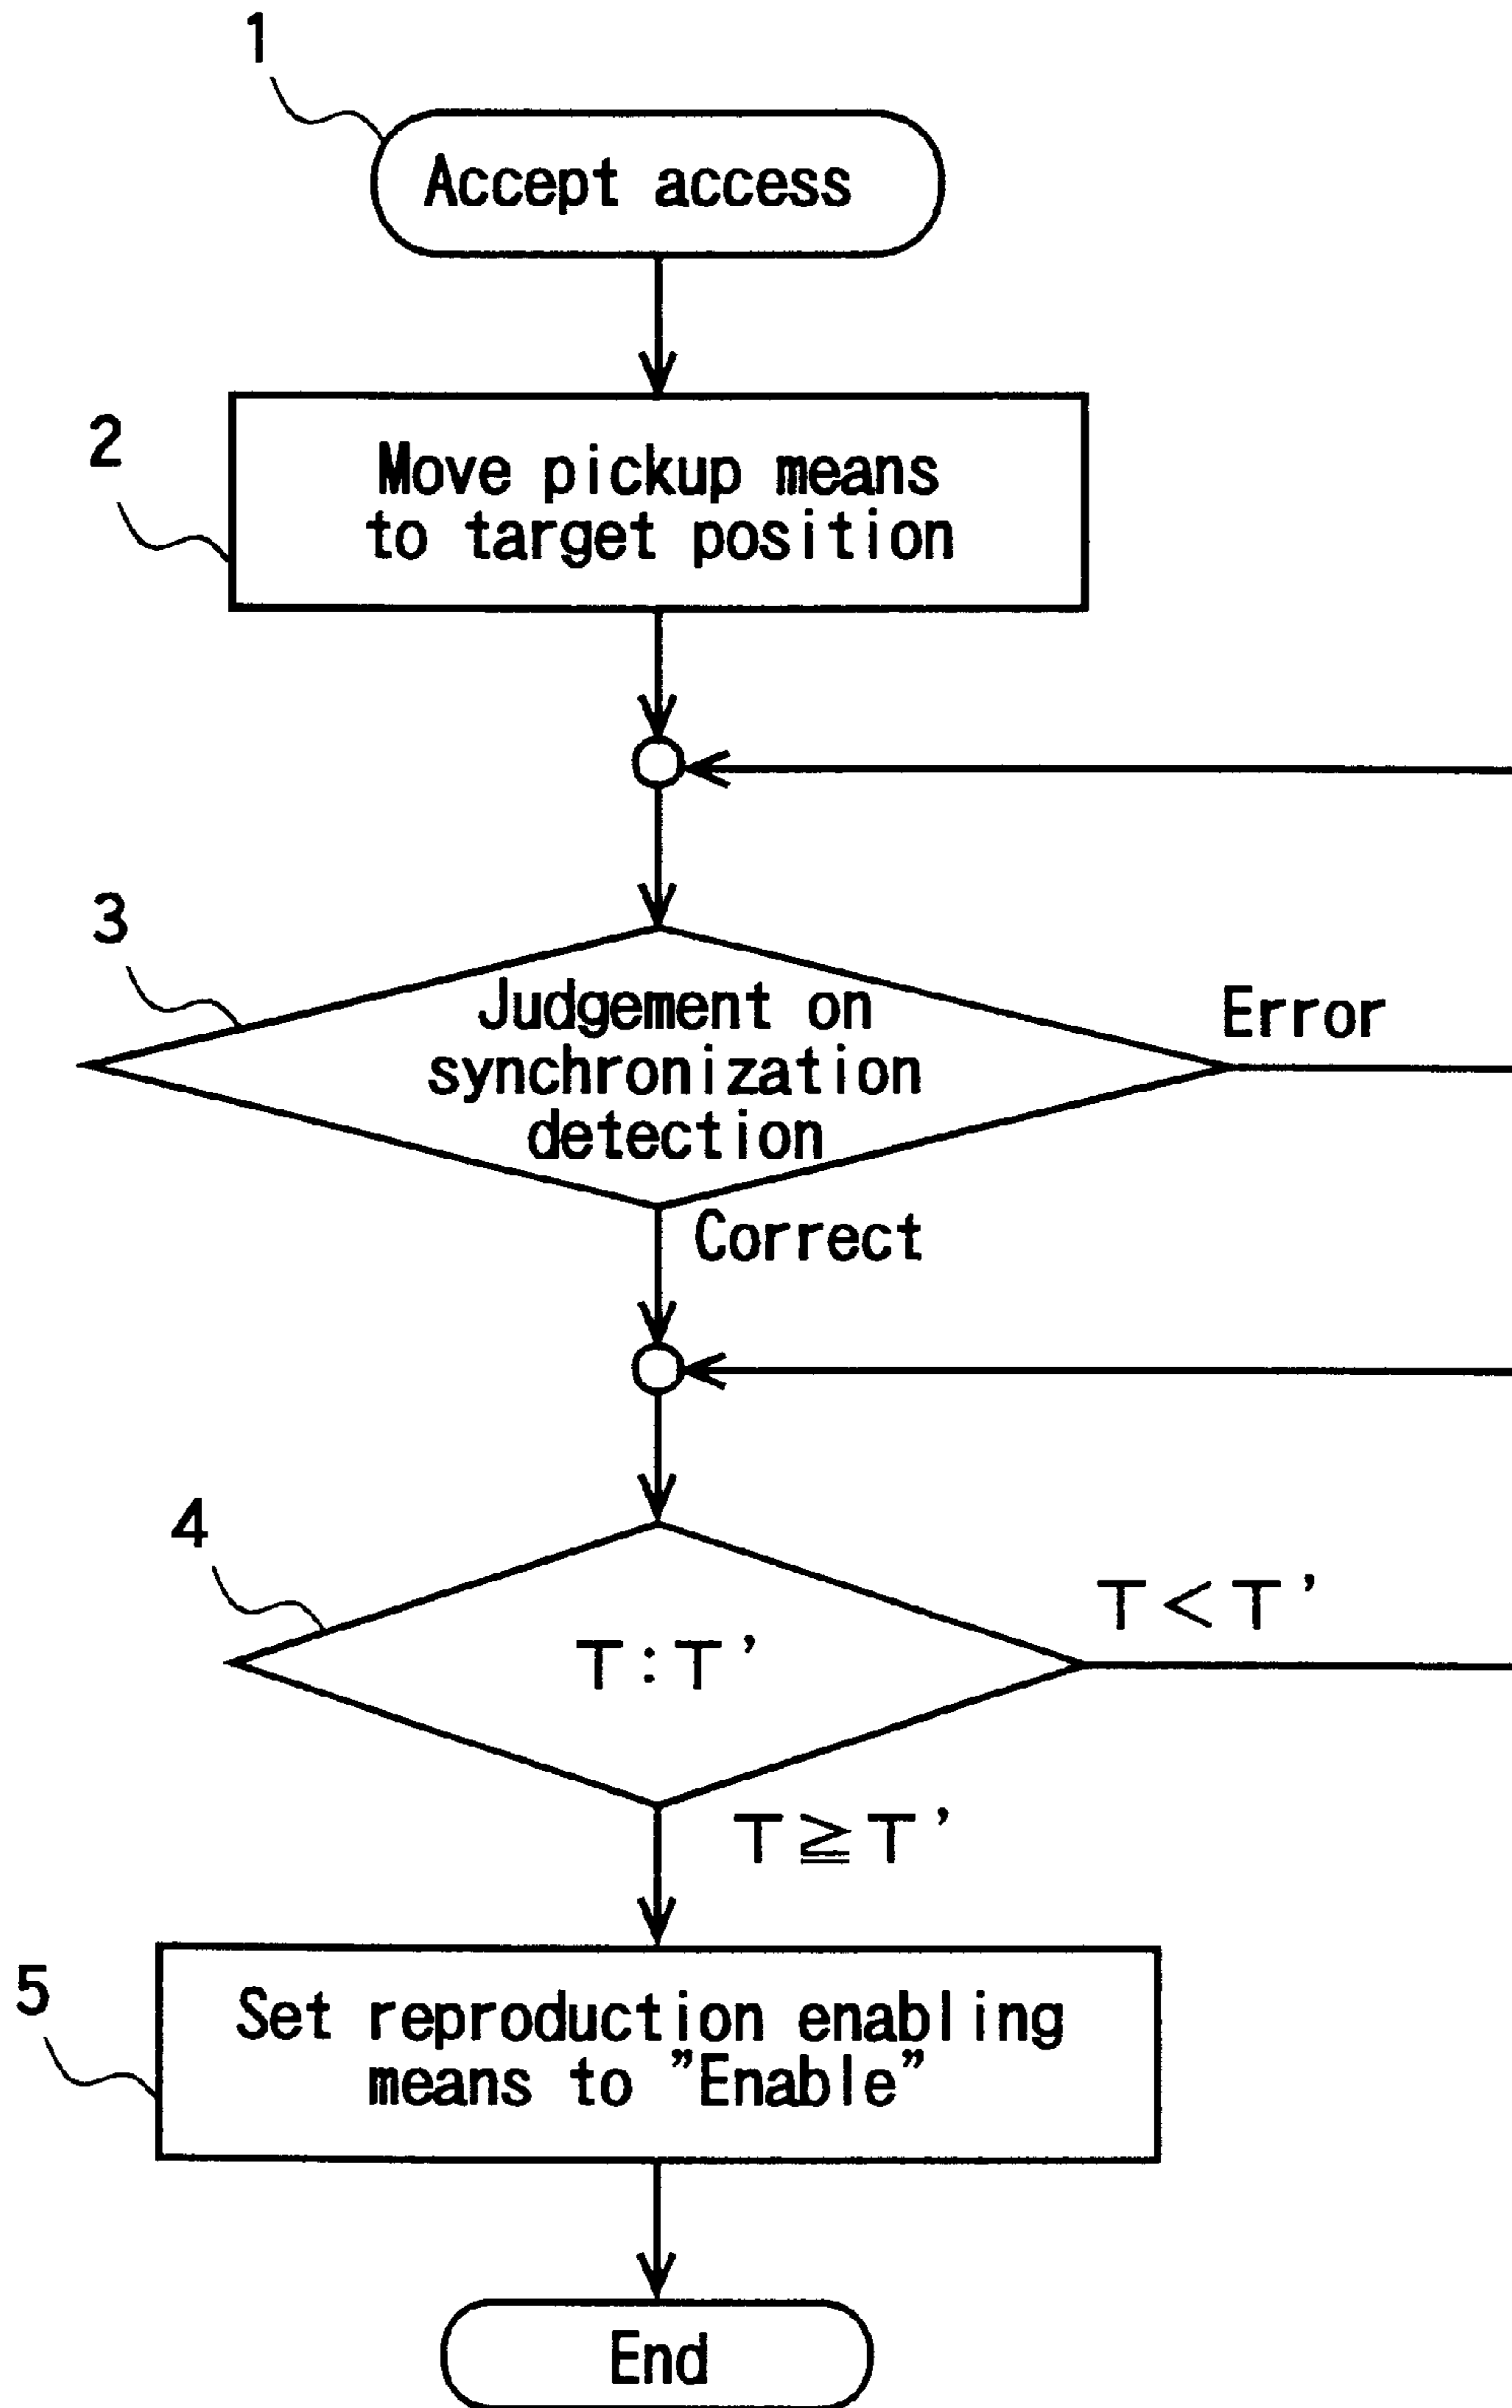 1
Accept access
2
Move pickup means
to target position
3
Judgement on
synchronization
detection
Error
Correct
4
T:T'
T<T'
T≧T'
5
Set reproduction enabling
means to ”Enable”
End